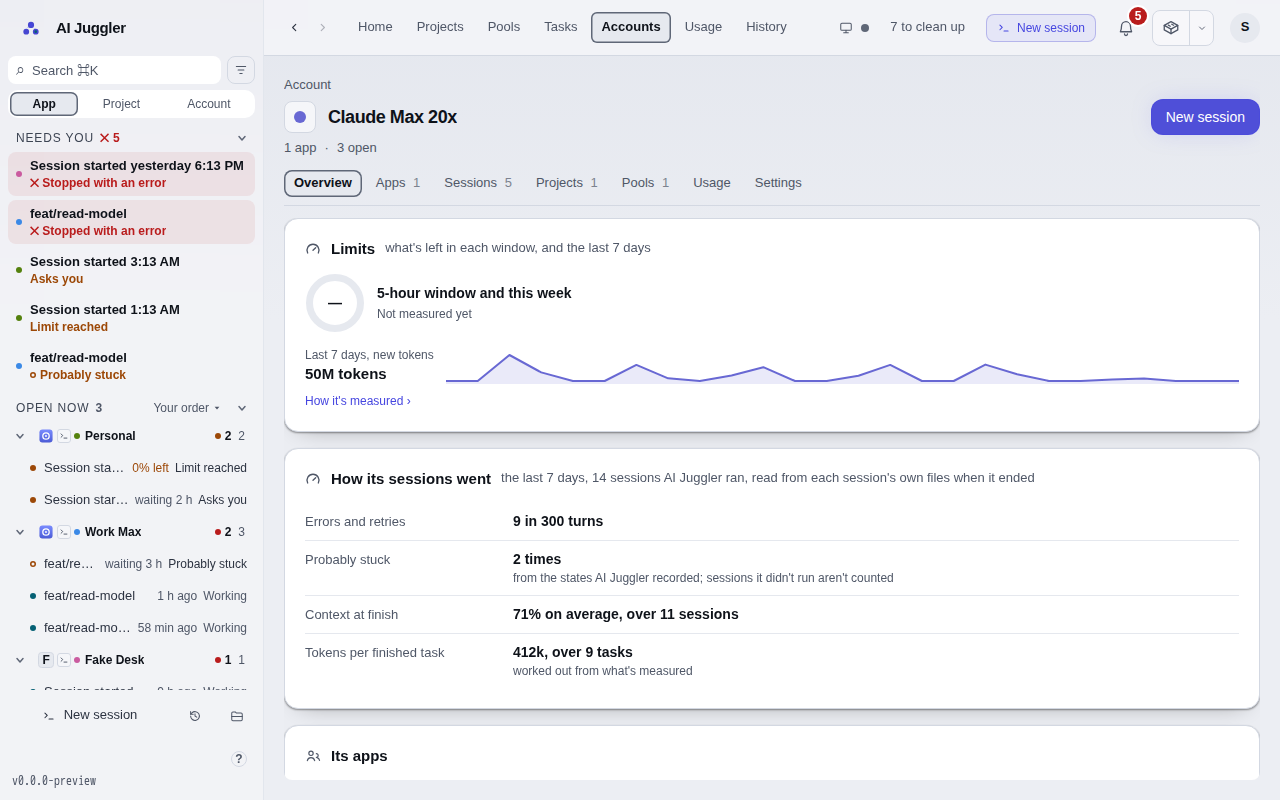 AI Juggler
Search ⌘K
App Project Account
NEEDS YOU 5
Session started yesterday 6:13 PM
Stopped with an error
feat/read-model
Stopped with an error
Session started 3:13 AM
Asks you
Session started 1:13 AM
Limit reached
feat/read-model
Probably stuck
OPEN NOW 3 Your order
Personal 2 2
Session sta… 0% left Limit reached
Session star… waiting 2 h Asks you
Work Max 2 3
feat/re… waiting 3 h Probably stuck
feat/read-model 1 h ago Working
feat/read-mo… 58 min ago Working
F Fake Desk 1 1
New session
?
v0.0.0-preview
Home Projects Pools Tasks Accounts Usage History 7 to clean up New session 5 S
Account
Claude Max 20x
New session
1 app · 3 open
Overview Apps 1 Sessions 5 Projects 1 Pools 1 Usage Settings
Limits what's left in each window, and the last 7 days
— 5-hour window and this week
Not measured yet
Last 7 days, new tokens
50M tokens
How it's measured ›
How its sessions went the last 7 days, 14 sessions AI Juggler ran, read from each session's own files when it ended
Errors and retries 9 in 300 turns
Probably stuck 2 times
from the states AI Juggler recorded; sessions it didn't run aren't counted
Context at finish 71% on average, over 11 sessions
Tokens per finished task 412k, over 9 tasks
worked out from what's measured
Its apps